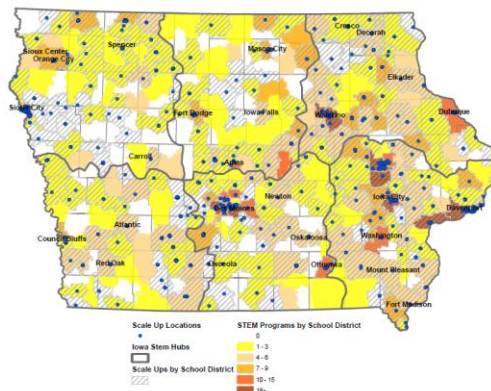 Cresco
Decorah
Spencer
Mason City
Sioux Center
Orange City
Elkader
Sioux City
Fort Dodge
Iowa Falls
Waterloo
Dubuque
Carroll
Ames
Newton
Iowa City
Davenport
Atlantic
Council Bluffs
Oskaloosa
Washington
Red Oak
Osceola
Ottumwa
Mount Pleasant
Fort Madison
Scale Up Locations
Iowa Stem Hubs
Scale Ups by School District
STEM Programs by School District
0
1 - 3
4 - 6
7 - 9
10 - 15